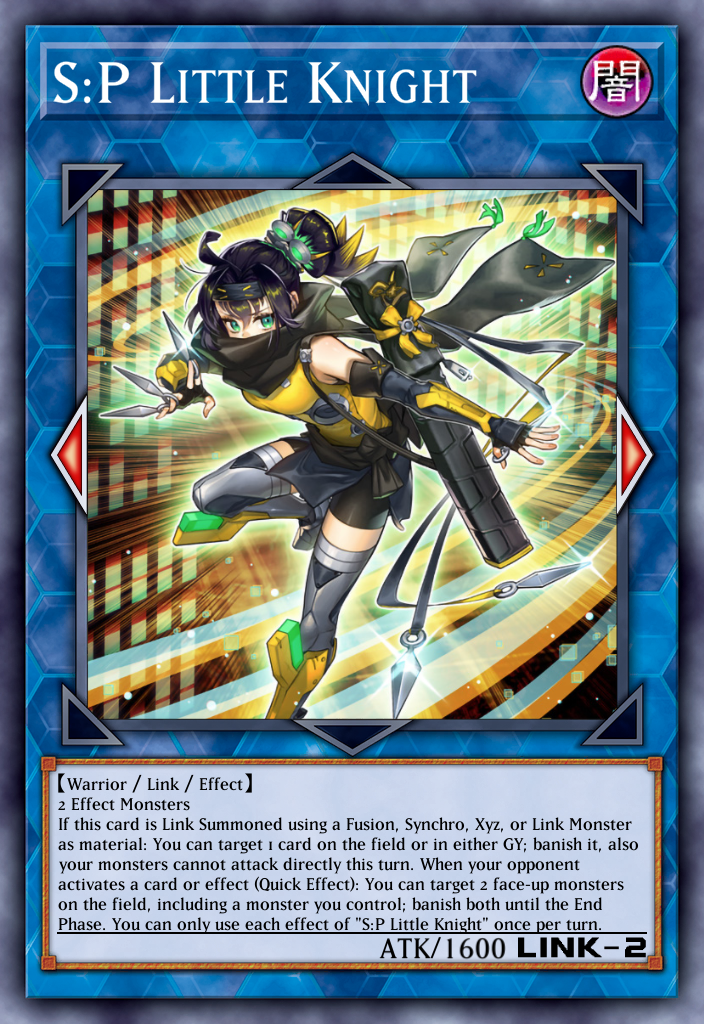 S:P Little Knight
闇
【Warrior / Link / Effect】
2 Effect Monsters
If this card is Link Summoned using a Fusion, Synchro, Xyz, or Link Monster
as material: You can target 1 card on the field or in either GY; banish it, also
your monsters cannot attack directly this turn. When your opponent
activates a card or effect (Quick Effect): You can target 2 face-up monsters
on the field, including a monster you control; banish both until the End
Phase. You can only use each effect of "S:P Little Knight" once per turn.
ATK/1600 LINK-2